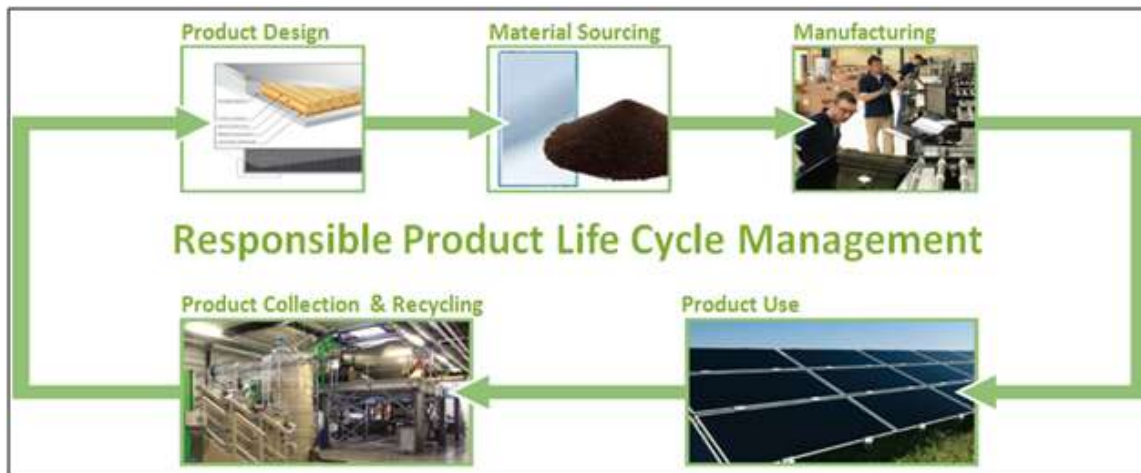 Product Design
Material Sourcing
Manufacturing
Responsible Product Life Cycle Management
Product Collection & Recycling
Product Use